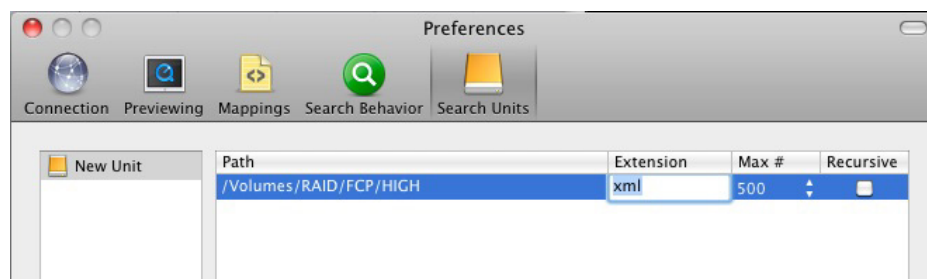 Preferences
Connection Previewing Mappings Search Behavior Search Units
New Unit
Path Extension Max # Recursive
/Volumes/RAID/FCP/HIGH xml 500